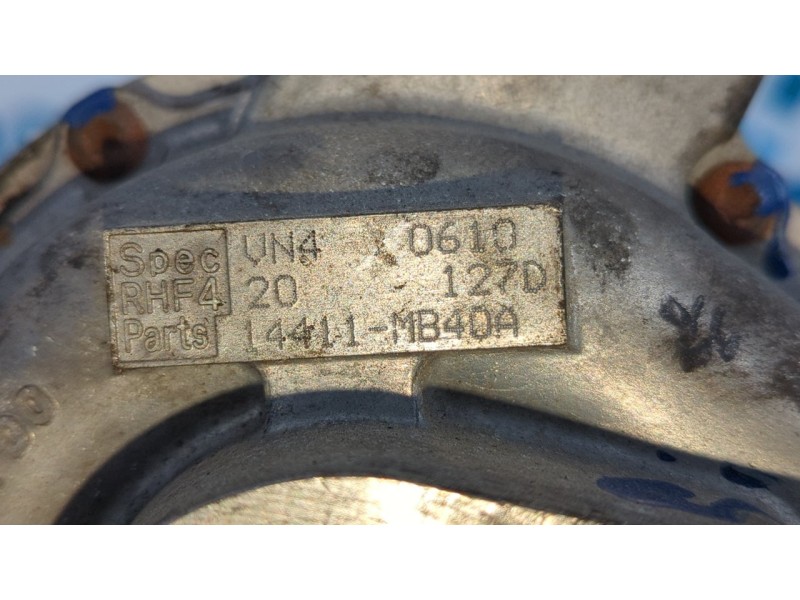 Spec VN4 0610
RHF4 20 127D
Parts 14411-MB40A